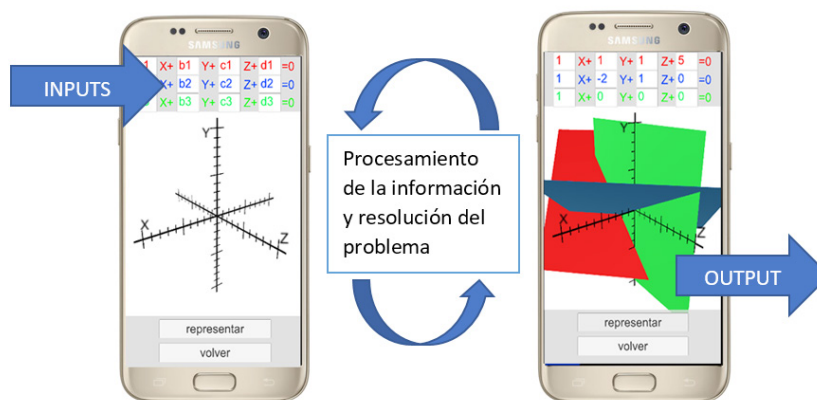 SAMSUNG
1 X+ b1 Y+ c1 Z+ d1 =0
X+ b2 Y+ c2 Z+ d2 =0
X+ b3 Y+ c3 Z+ d3 =0
INPUTS
Y
X
Z
representar
volver
Procesamiento
de la información
y resolución del
problema
SAMSUNG
1 X+ 1 Y+ 1 Z+ 5 =0
1 X+ -2 Y+ 1 Z+ 0 =0
1 X+ 0 Y+ 0 Z+ 0 =0
Y
X
Z
OUTPUT
representar
volver